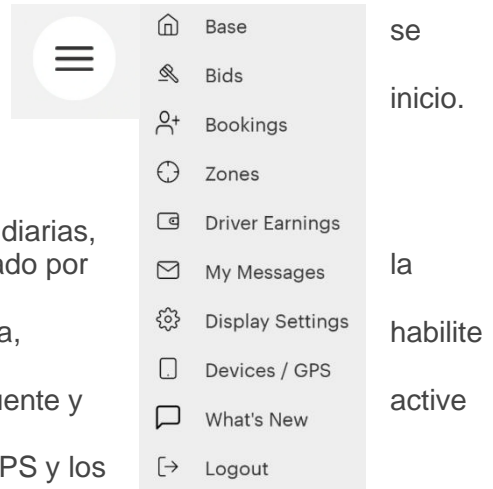 diarias,
ado por
a,
uente y
PS y los
Base
Bids
Bookings
Zones
Driver Earnings
My Messages
Display Settings
Devices / GPS
What's New
Logout
se
inicio.
la
habilite
active